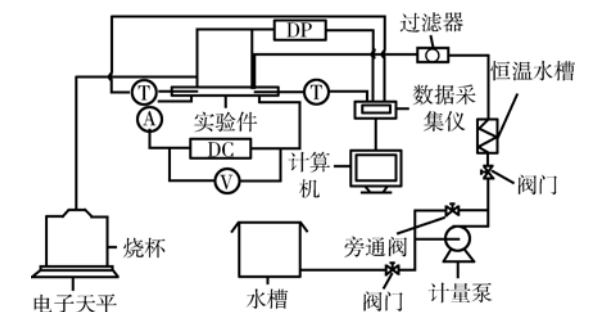 DP
过滤器
恒温水槽
T
T
A
实验件
数据采
集仪
DC
计算
机
V
阀门
旁通阀
烧杯
电子天平
水槽
阀门
计量泵